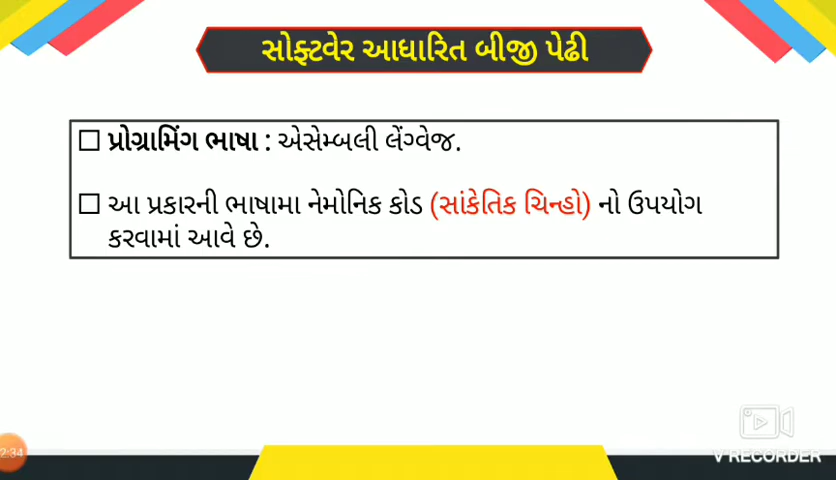 સોફ્ટવેર આધારિત બીજી પેઢી
□ પ્રોગ્રામિંગ ભાષા : એસેમ્બલી લેંગ્વેજ.
□ આ પ્રકારની ભાષામા નેમોનિક કોડ (સાંકેતિક ચિન્હો) નો ઉપયોગ
કરવામાં આવે છે.
2:34
V RECORDER